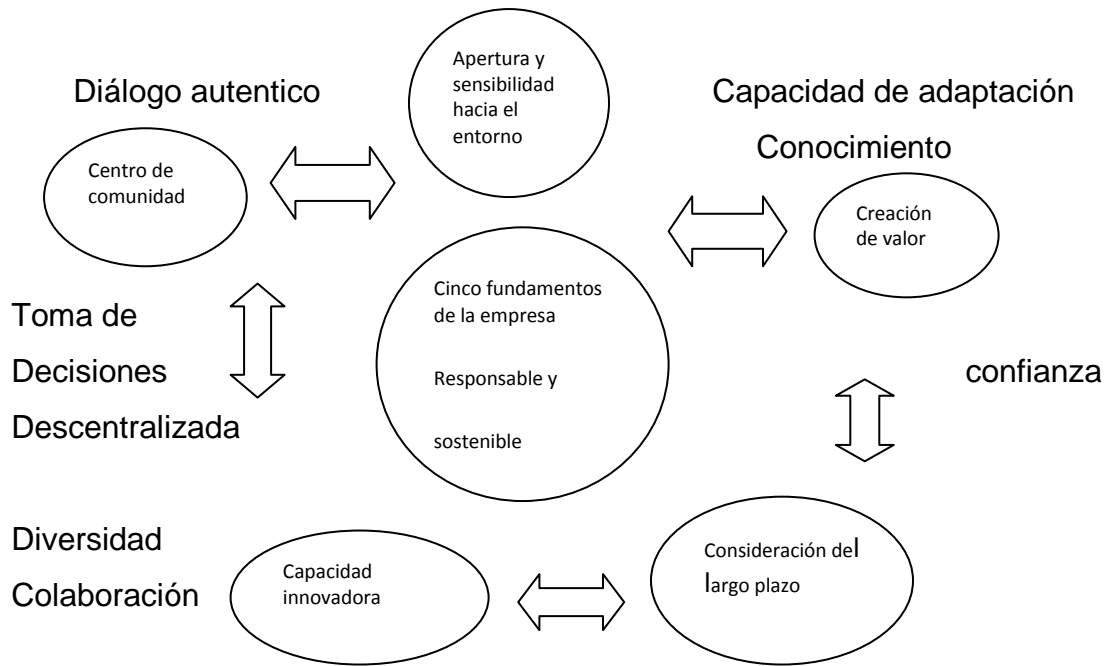 Apertura y
sensibilidad
hacia el
entorno
Diálogo autentico
Capacidad de adaptación
Conocimiento
Centro de
comunidad
Creación
de valor
Cinco fundamentos
de la empresa
Responsable y
sostenible
Toma de
Decisiones
Descentralizada
confianza
Diversidad
Colaboración
Capacidad
innovadora
Consideración del
largo plazo